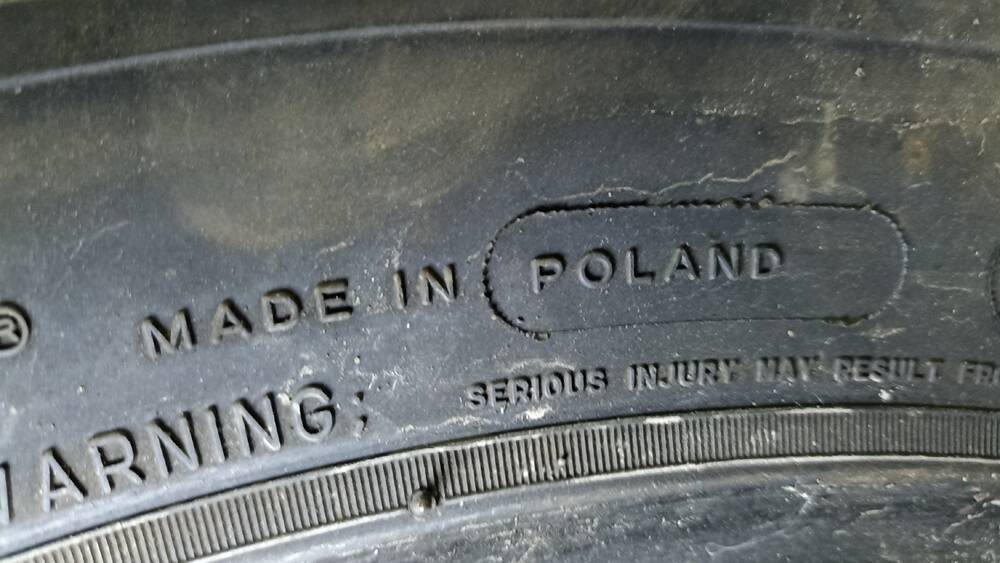 ® MADE IN POLAND
WARNING: SERIOUS INJURY MAY RESULT